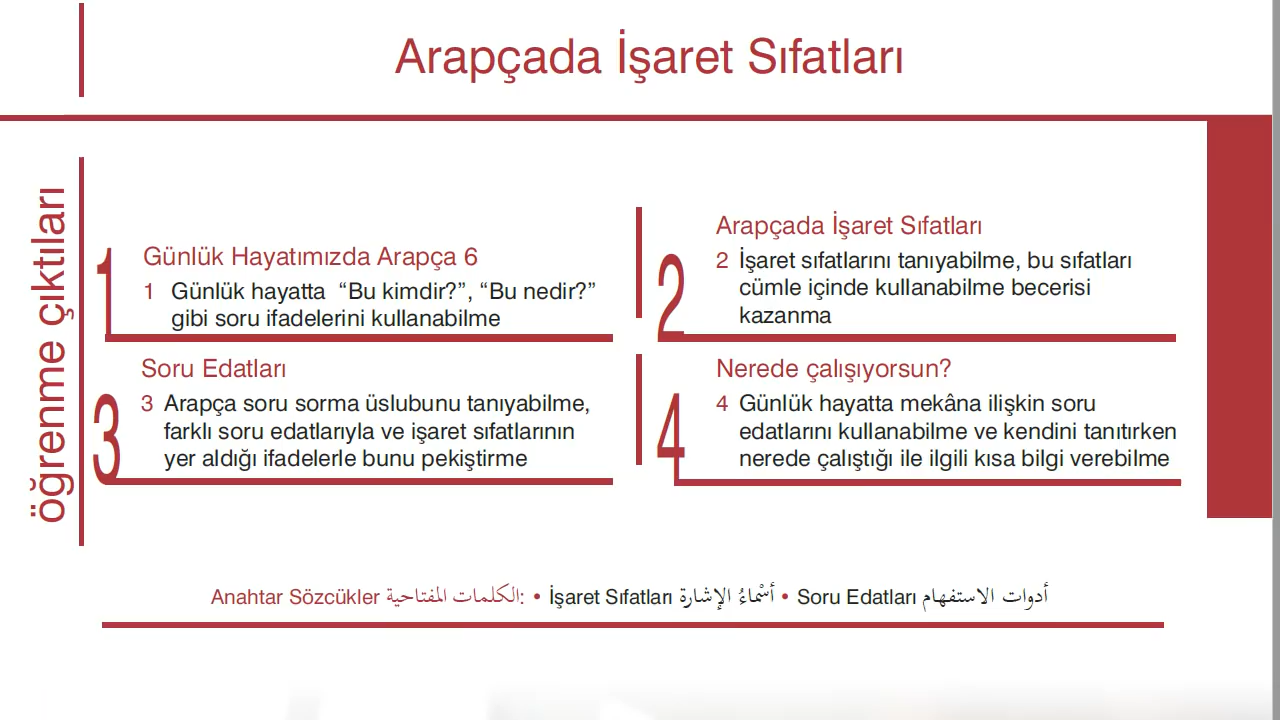 Arapçada İşaret Sıfatları
öğrenme çıktıları
1
Günlük Hayatımızda Arapça 6
1 Günlük hayatta “Bu kimdir?”, “Bu nedir?”
gibi soru ifadelerini kullanabilme
2
Arapçada İşaret Sıfatları
2 İşaret sıfatlarını tanıyabilme, bu sıfatları
cümle içinde kullanabilme becerisi
kazanma
3
Soru Edatları
3 Arapça soru sorma üslubunu tanıyabilme,
farklı soru edatlarıyla ve işaret sıfatlarının
yer aldığı ifadelerle bunu pekiştirme
4
Nerede çalışıyorsun?
4 Günlük hayatta mekâna ilişkin soru
edatlarını kullanabilme ve kendini tanıtırken
nerede çalıştığı ile ilgili kısa bilgi verebilme
Anahtar Sözcükler الكلمات المفتاحية: • İşaret Sıfatları أسْماءُ الإشارة • Soru Edatları أدوات الاستفهام